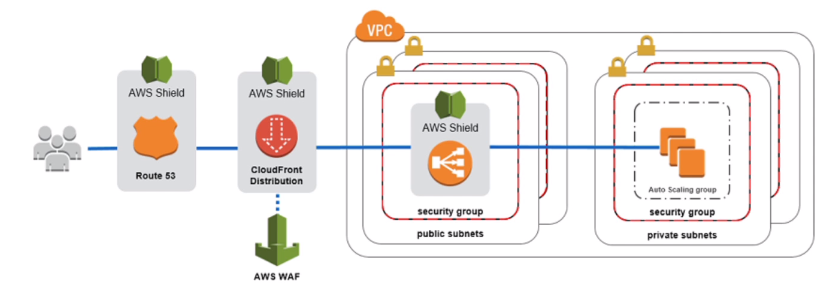 VPC
AWS Shield
Route 53
AWS Shield
CloudFront
Distribution
AWS WAF
AWS Shield
security group
public subnets
Auto Scaling group
security group
private subnets